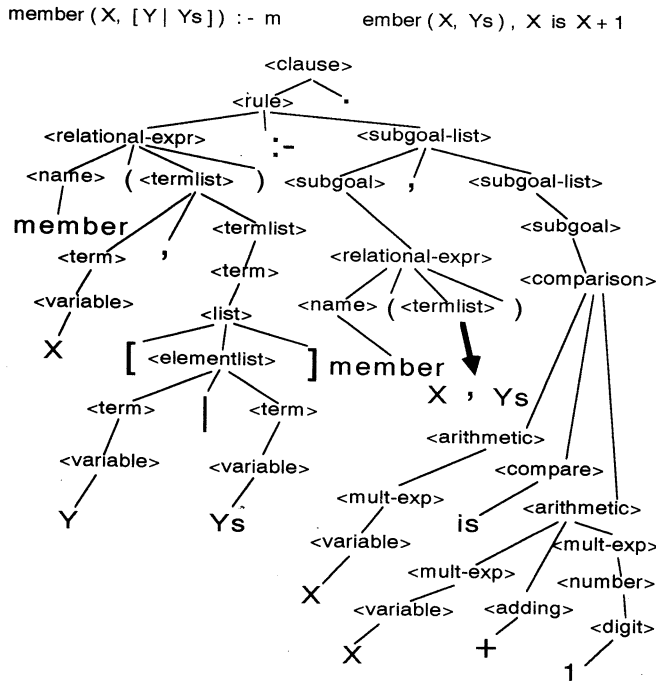 member (X, [Y | Ys]) :- m ember (X, Ys), X is X + 1
<clause>
<rule> .
<relational-expr> :- <subgoal-list>
<name> ( <termlist> ) <subgoal> , <subgoal-list>
member <termlist> <subgoal>
<term> , <relational-expr>
<term> <comparison>
<variable> <list> <name> ( <termlist> )
X [ <elementlist> ] member
X , Ys
<term> | <term>
<arithmetic>
<variable> <variable> <compare>
<mult-exp> <arithmetic>
Y Ys is
<variable> <mult-exp>
<mult-exp> <number>
X <variable> <adding>
<digit>
X +
1